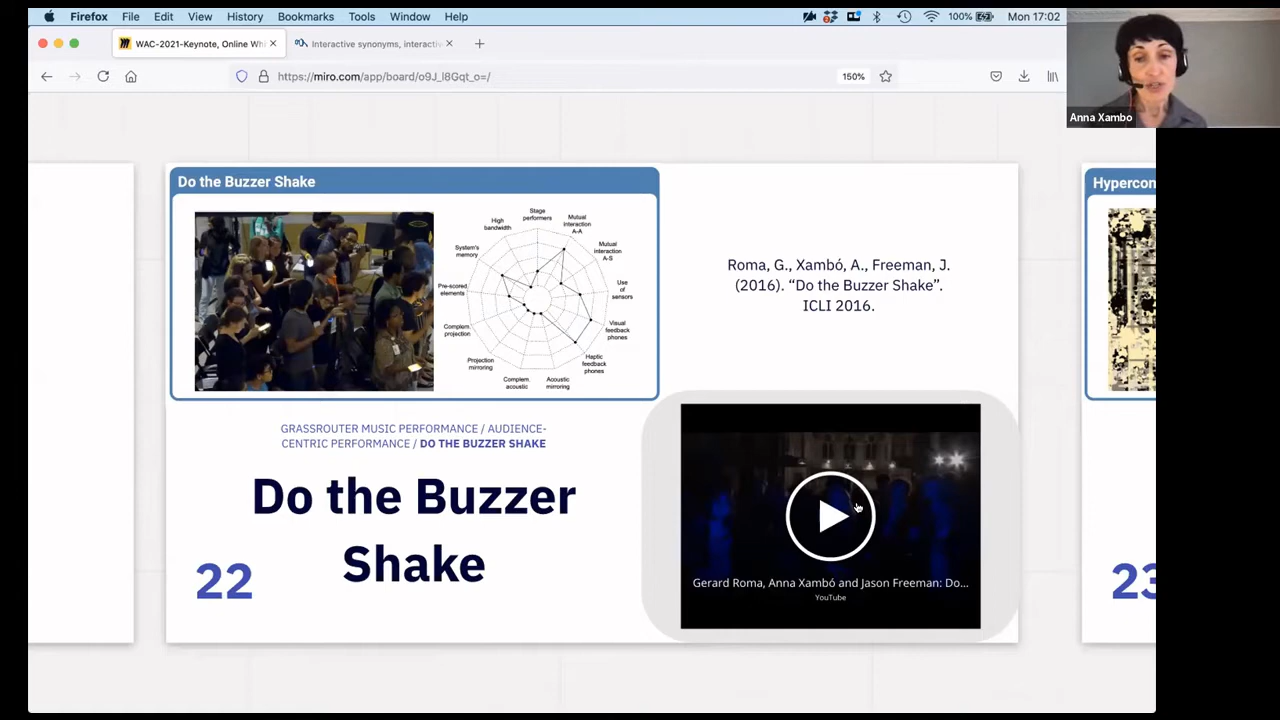 Firefox File Edit View History Bookmarks Tools Window Help 100% Mon 17:02
WAC-2021-Keynote, Online Wh
Interactive synonyms, interactiv
https://miro.com/app/board/o9J_l8Gqt_o=/
150%
Anna Xambo
Do the Buzzer Shake
Stage
performers
Mutual
interaction
A-A
Mutual
interaction
A-S
Use
of
sensors
Visual
feedback
phones
Haptic
feedback
phones
Acoustic
mirroring
Complem.
acoustic
Projection
mirroring
Complem.
projection
Pre-scored
elements
System's
memory
High
bandwidth
Roma, G., Xambó, A., Freeman, J.
(2016). “Do the Buzzer Shake”.
ICLI 2016.
GRASSROUTER MUSIC PERFORMANCE / AUDIENCE-
CENTRIC PERFORMANCE / DO THE BUZZER SHAKE
Do the Buzzer
Shake
22
Gerard Roma, Anna Xambó and Jason Freeman: Do...
YouTube
Hypercon
23